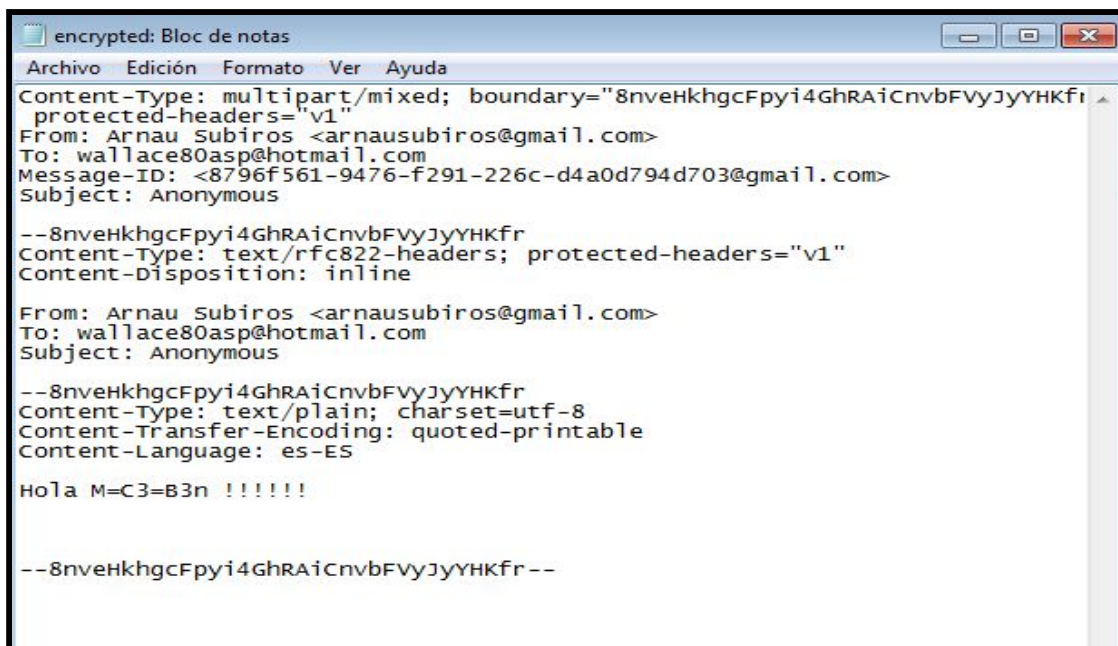 encrypted: Bloc de notas
Archivo Edición Formato Ver Ayuda
Content-Type: multipart/mixed; boundary="8nveHkhgcFpyi4GhRAiCnvbFVyJyYHKfr
 protected-headers="v1"
From: Arnau Subiros <arnausubiros@gmail.com>
To: wallace80asp@hotmail.com
Message-ID: <8796f561-9476-f291-226c-d4a0d794d703@gmail.com>
Subject: Anonymous
--8nveHkhgcFpyi4GhRAiCnvbFVyJyYHKfr
Content-Type: text/rfc822-headers; protected-headers="v1"
Content-Disposition: inline
From: Arnau Subiros <arnausubiros@gmail.com>
To: wallace80asp@hotmail.com
Subject: Anonymous
--8nveHkhgcFpyi4GhRAiCnvbFVyJyYHKfr
Content-Type: text/plain; charset=utf-8
Content-Transfer-Encoding: quoted-printable
Content-Language: es-ES
Hola M=C3=B3n !!!!!!
--8nveHkhgcFpyi4GhRAiCnvbFVyJyYHKfr--